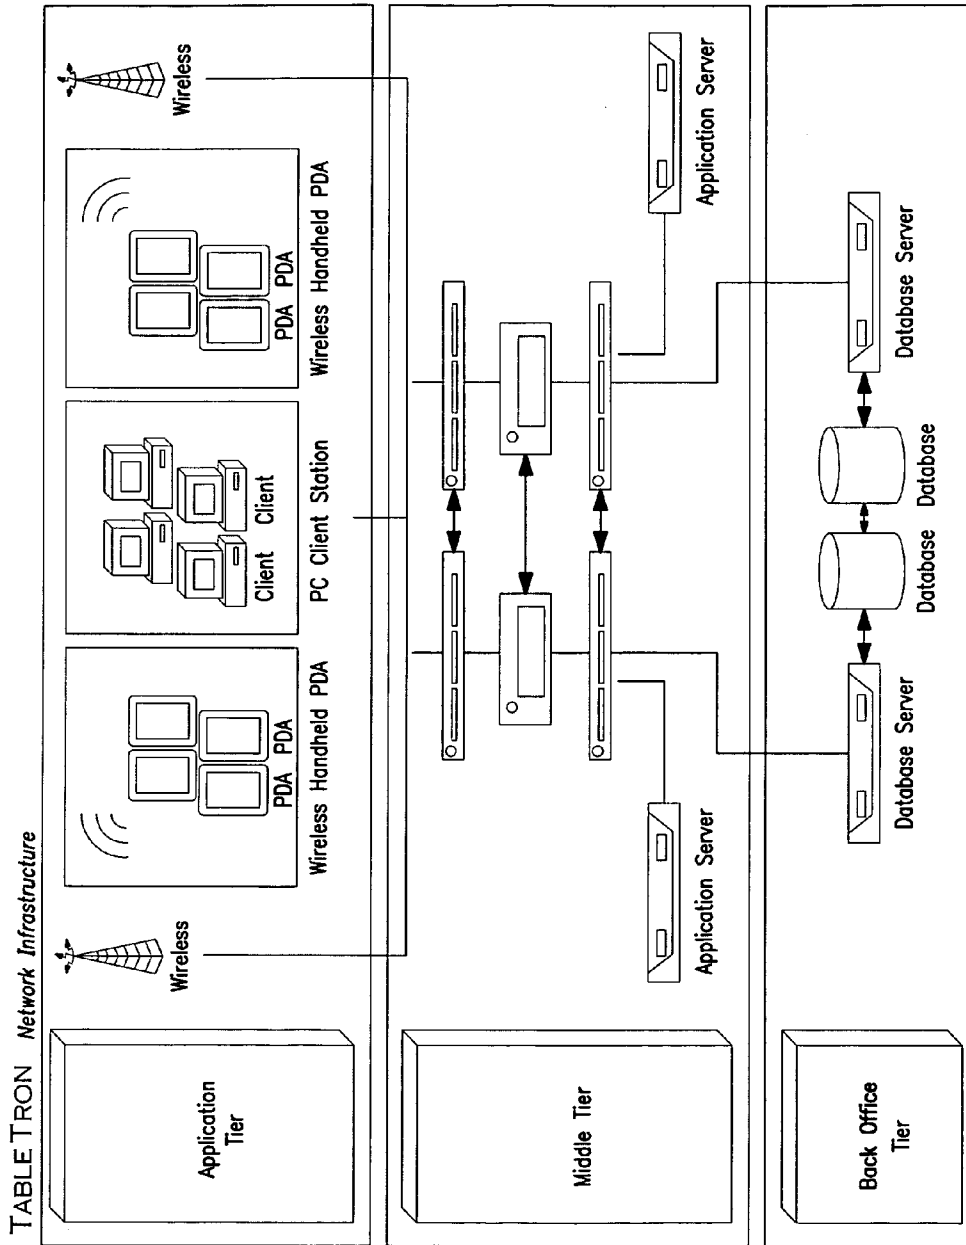 TABLETRON Network Infrastructure
Application
Tier
Wireless
PDA PDA
Wireless Handheld PDA
Client Client
PC Client Station
PDA PDA
Wireless Handheld PDA
Wireless
Middle Tier
Application Server
Application Server
Back Office
Tier
Database Server
Database
Database
Database Server